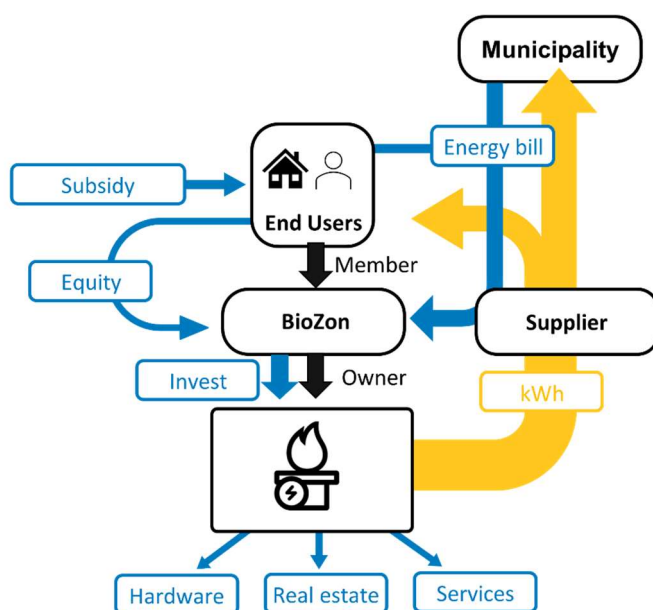 Municipality
Energy bill
Subsidy
End Users
Member
Equity
BioZon
Supplier
Invest
Owner
kWh
Hardware
Real estate
Services